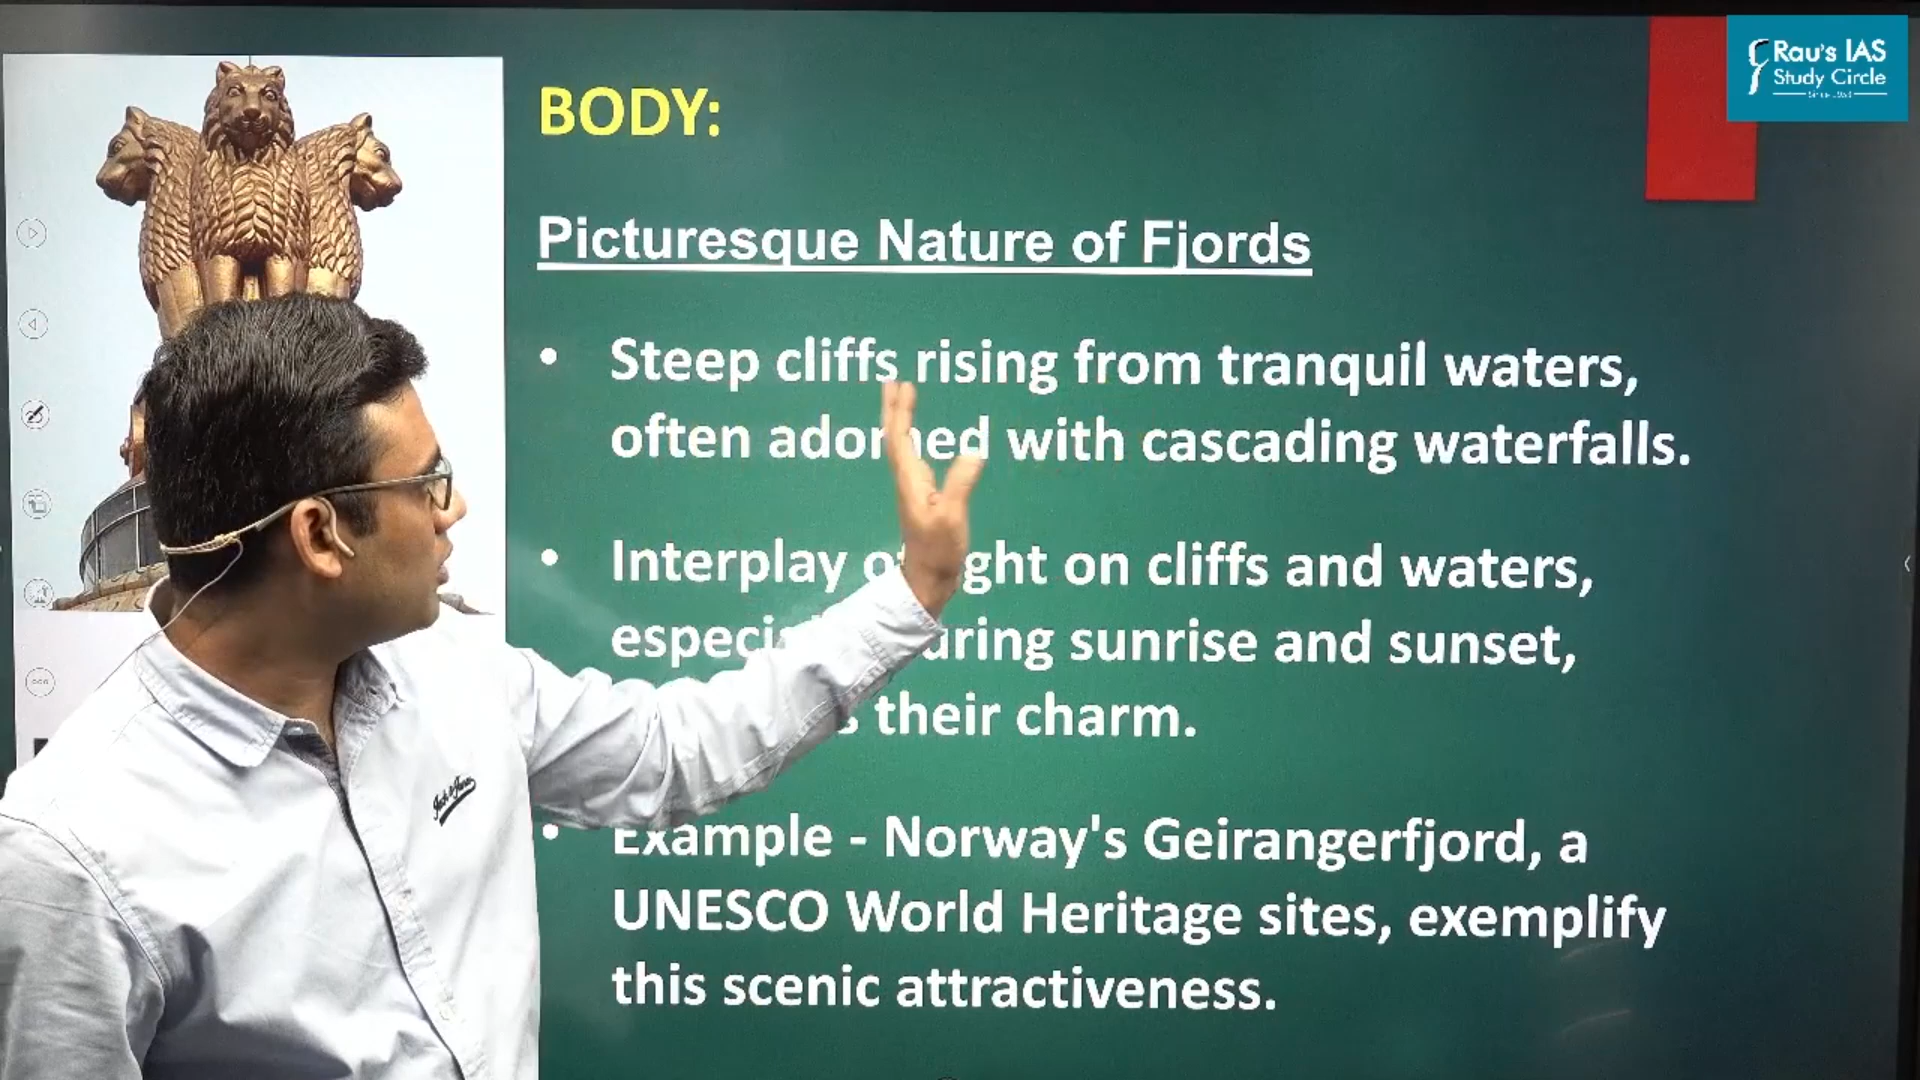 Rau's IAS
Study Circle
BODY:
Picturesque Nature of Fjords
• Steep cliffs rising from tranquil waters,
often adorned with cascading waterfalls.
• Interplay on cliffs and waters,
sunrise and sunset,
their charm.
• Example - Norway's Geirangerfjord, a
UNESCO World Heritage sites, exemplify
this scenic attractiveness.